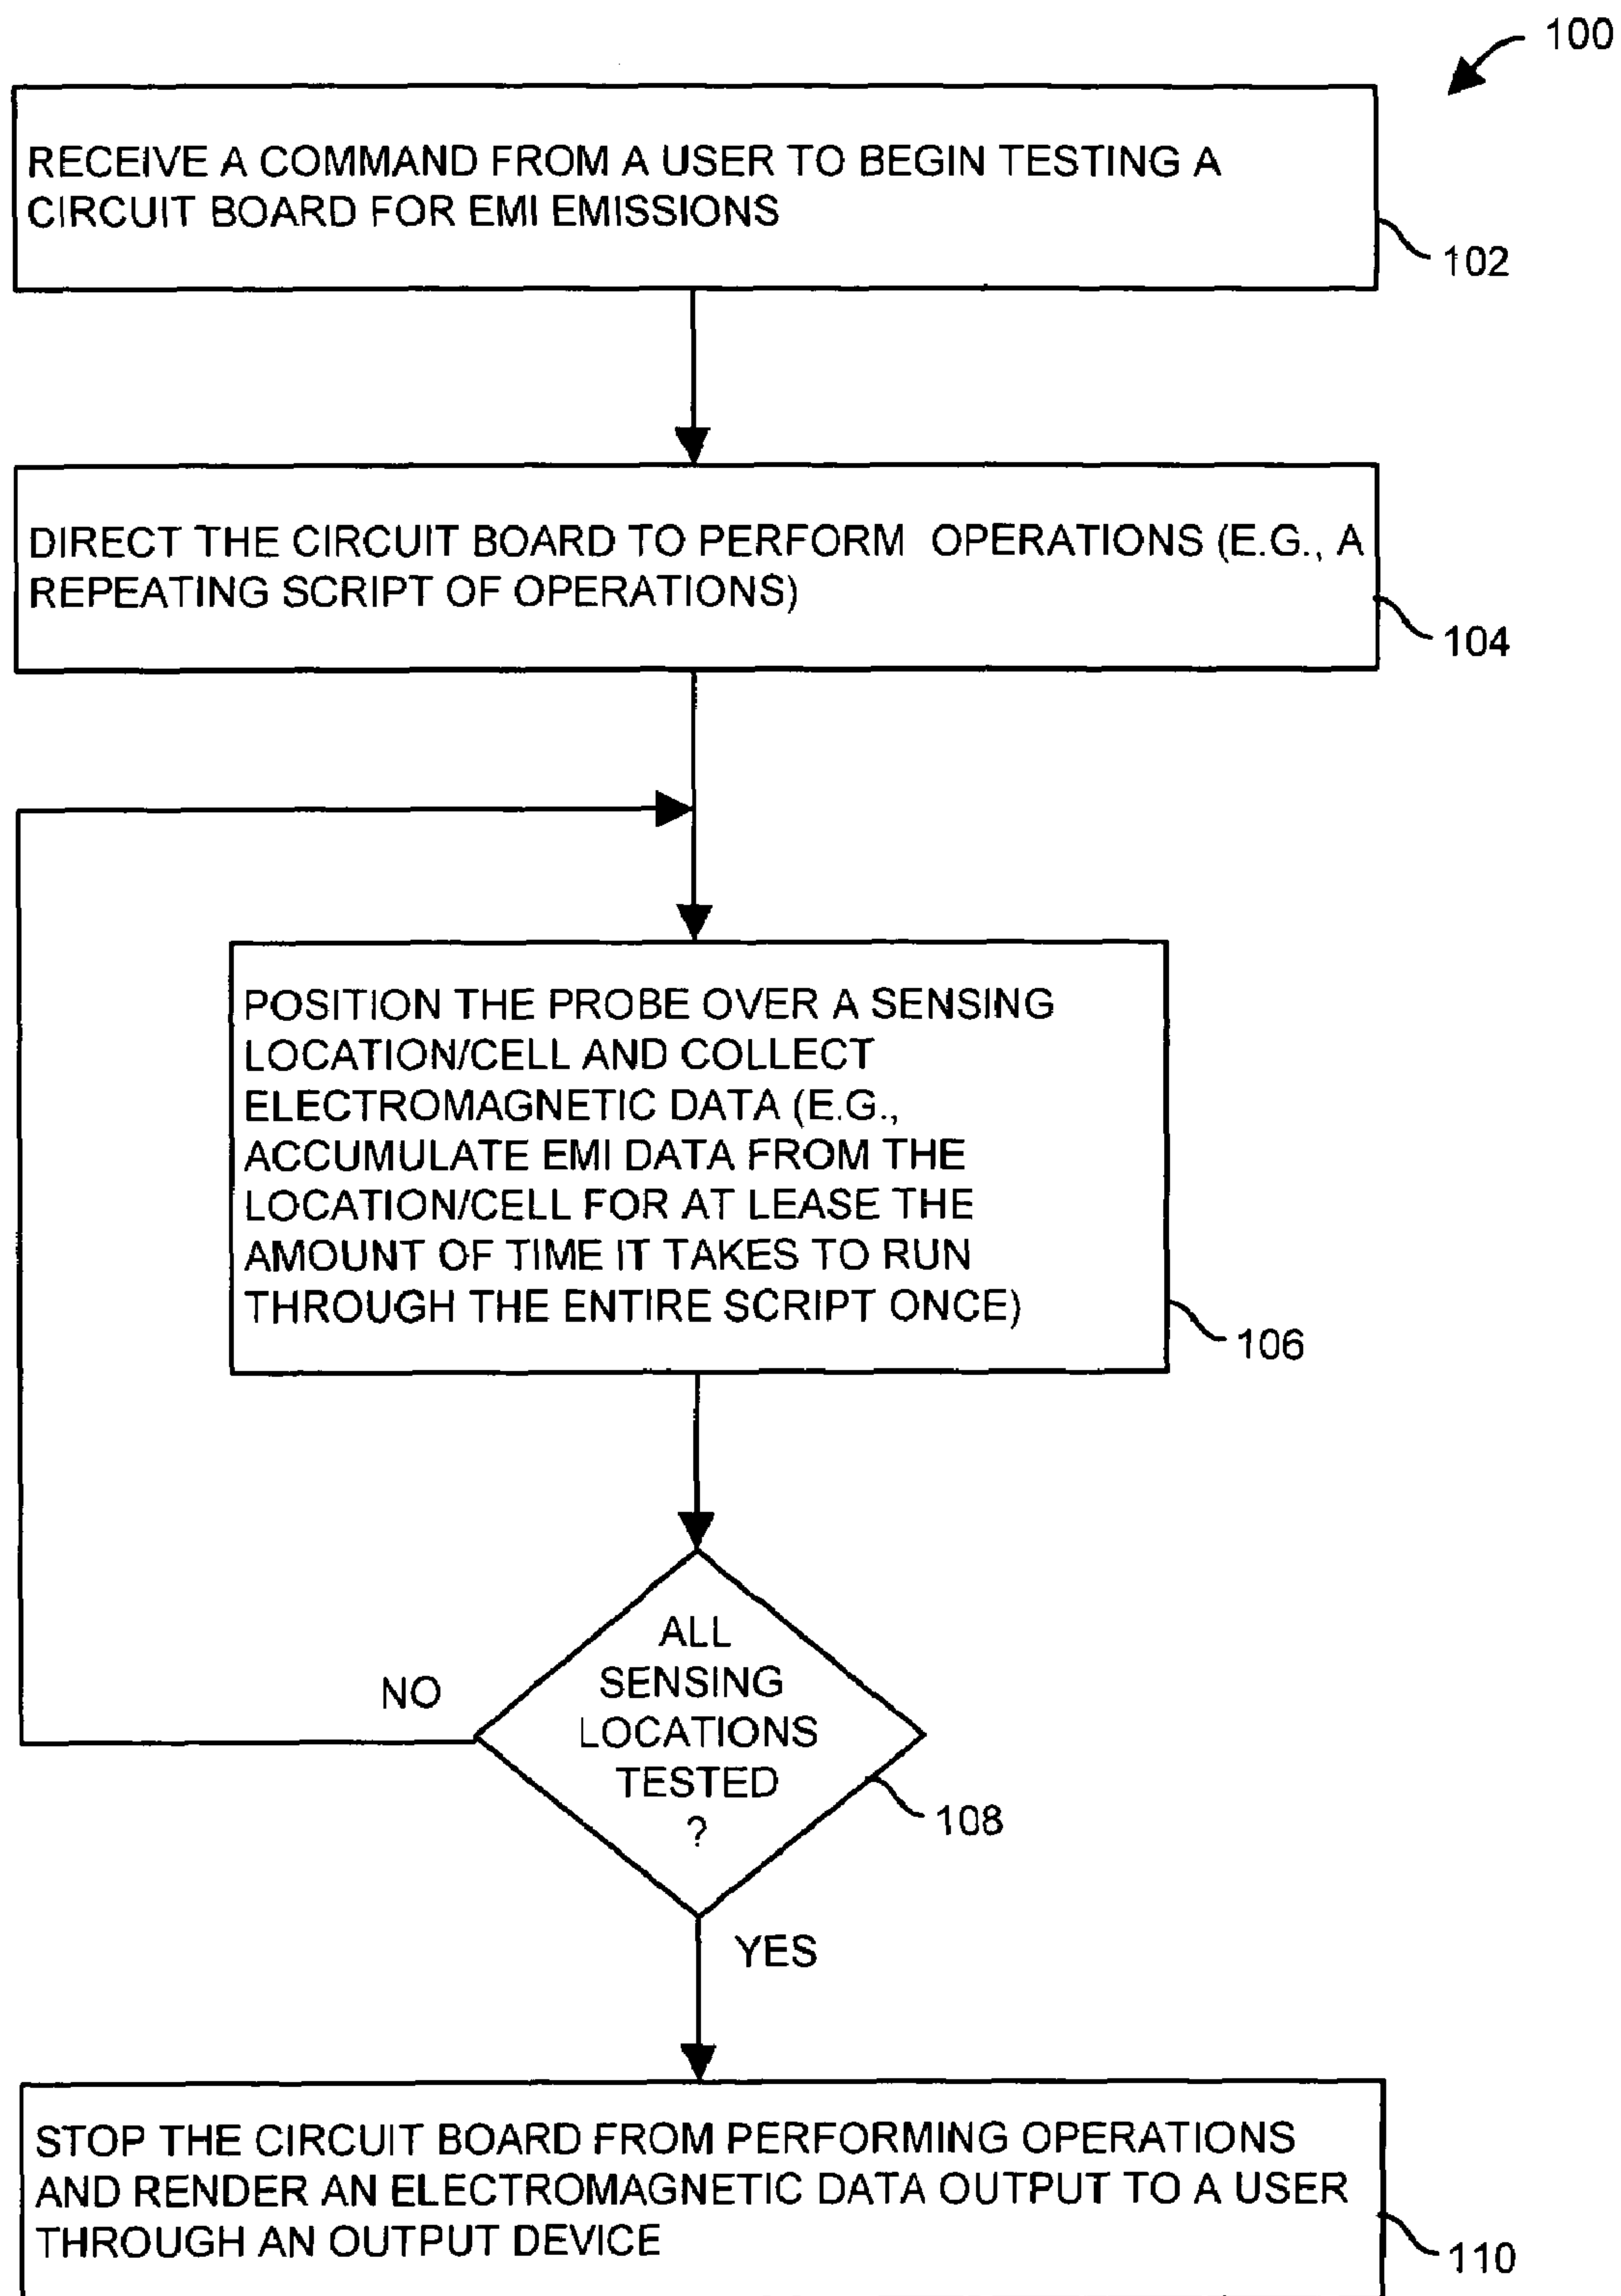 100
RECEIVE A COMMAND FROM A USER TO BEGIN TESTING A
CIRCUIT BOARD FOR EMI EMISSIONS
102
DIRECT THE CIRCUIT BOARD TO PERFORM OPERATIONS (E.G., A
REPEATING SCRIPT OF OPERATIONS)
104
POSITION THE PROBE OVER A SENSING
LOCATION/CELL AND COLLECT
ELECTROMAGNETIC DATA (E.G.,
ACCUMULATE EMI DATA FROM THE
LOCATION/CELL FOR AT LEASE THE
AMOUNT OF TIME IT TAKES TO RUN
THROUGH THE ENTIRE SCRIPT ONCE)
106
ALL
SENSING
LOCATIONS
TESTED
?
NO
108
YES
STOP THE CIRCUIT BOARD FROM PERFORMING OPERATIONS
AND RENDER AN ELECTROMAGNETIC DATA OUTPUT TO A USER
THROUGH AN OUTPUT DEVICE
110